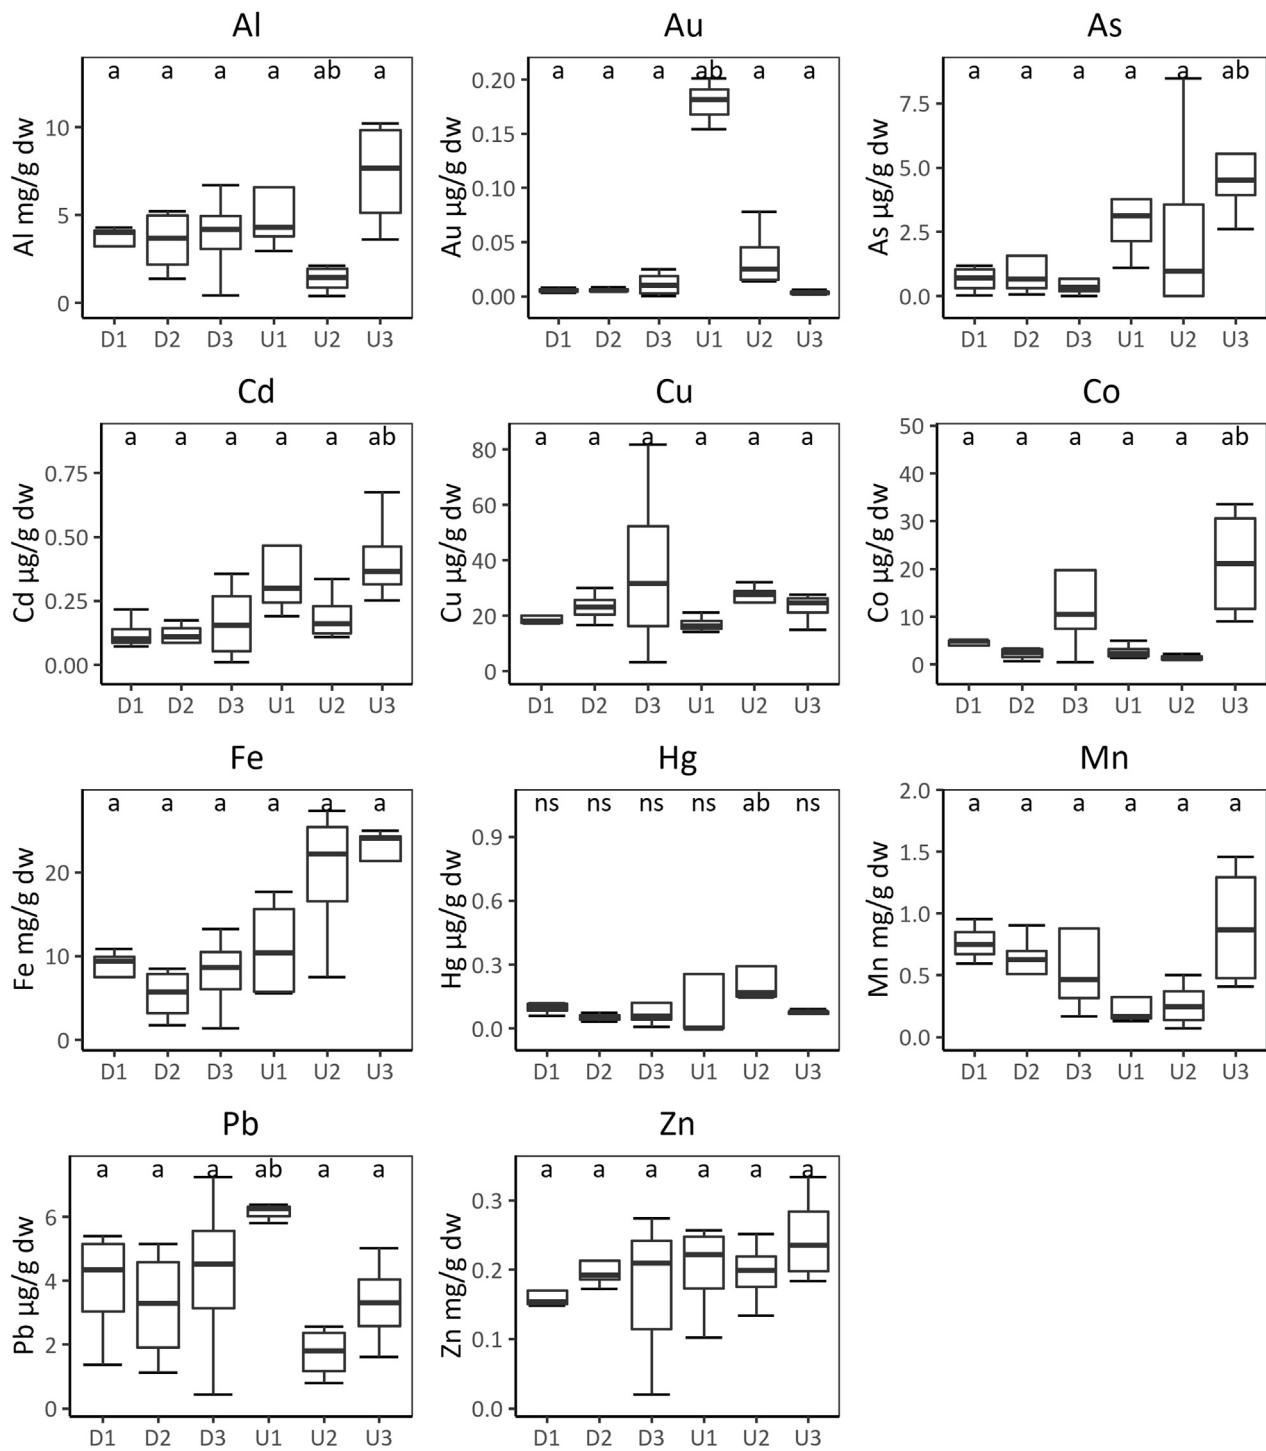 Al
Au
As
a a a a ab a
a a a ab a a
a a a a a ab
Al mg/g dw
10
5
0
Au µg/g dw
0.20
0.15
0.10
0.05
0.00
As µg/g dw
7.5
5.0
2.5
0.0
D1 D2 D3 U1 U2 U3
D1 D2 D3 U1 U2 U3
D1 D2 D3 U1 U2 U3
Cd
Cu
Co
a a a a a ab
a a a a a a
a a a a a ab
Cd µg/g dw
0.75
0.50
0.25
0.00
Cu µg/g dw
80
60
40
20
0
Co µg/g dw
50
40
30
20
10
0
D1 D2 D3 U1 U2 U3
D1 D2 D3 U1 U2 U3
D1 D2 D3 U1 U2 U3
Fe
Hg
Mn
a a a a a a
ns ns ns ns ab ns
a a a a a a
Fe mg/g dw
20
10
0
Hg µg/g dw
0.9
0.6
0.3
0.0
Mn mg/g dw
2.0
1.5
1.0
0.5
0.0
D1 D2 D3 U1 U2 U3
D1 D2 D3 U1 U2 U3
D1 D2 D3 U1 U2 U3
Pb
Zn
a a a ab a a
a a a a a a
Pb µg/g dw
6
4
2
0
Zn mg/g dw
0.3
0.2
0.1
0.0
D1 D2 D3 U1 U2 U3
D1 D2 D3 U1 U2 U3